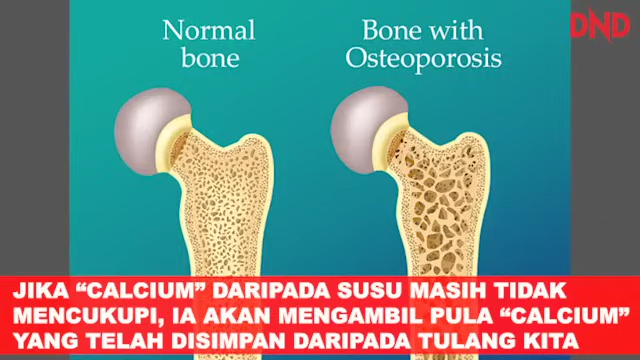 DND
Normal
bone
Bone with
Osteoporosis
JIKA “CALCIUM” DARIPADA SUSU MASIH TIDAK
MENCUKUPI, IA AKAN MENGAMBIL PULA “CALCIUM”
YANG TELAH DISIMPAN DARIPADA TULANG KITA